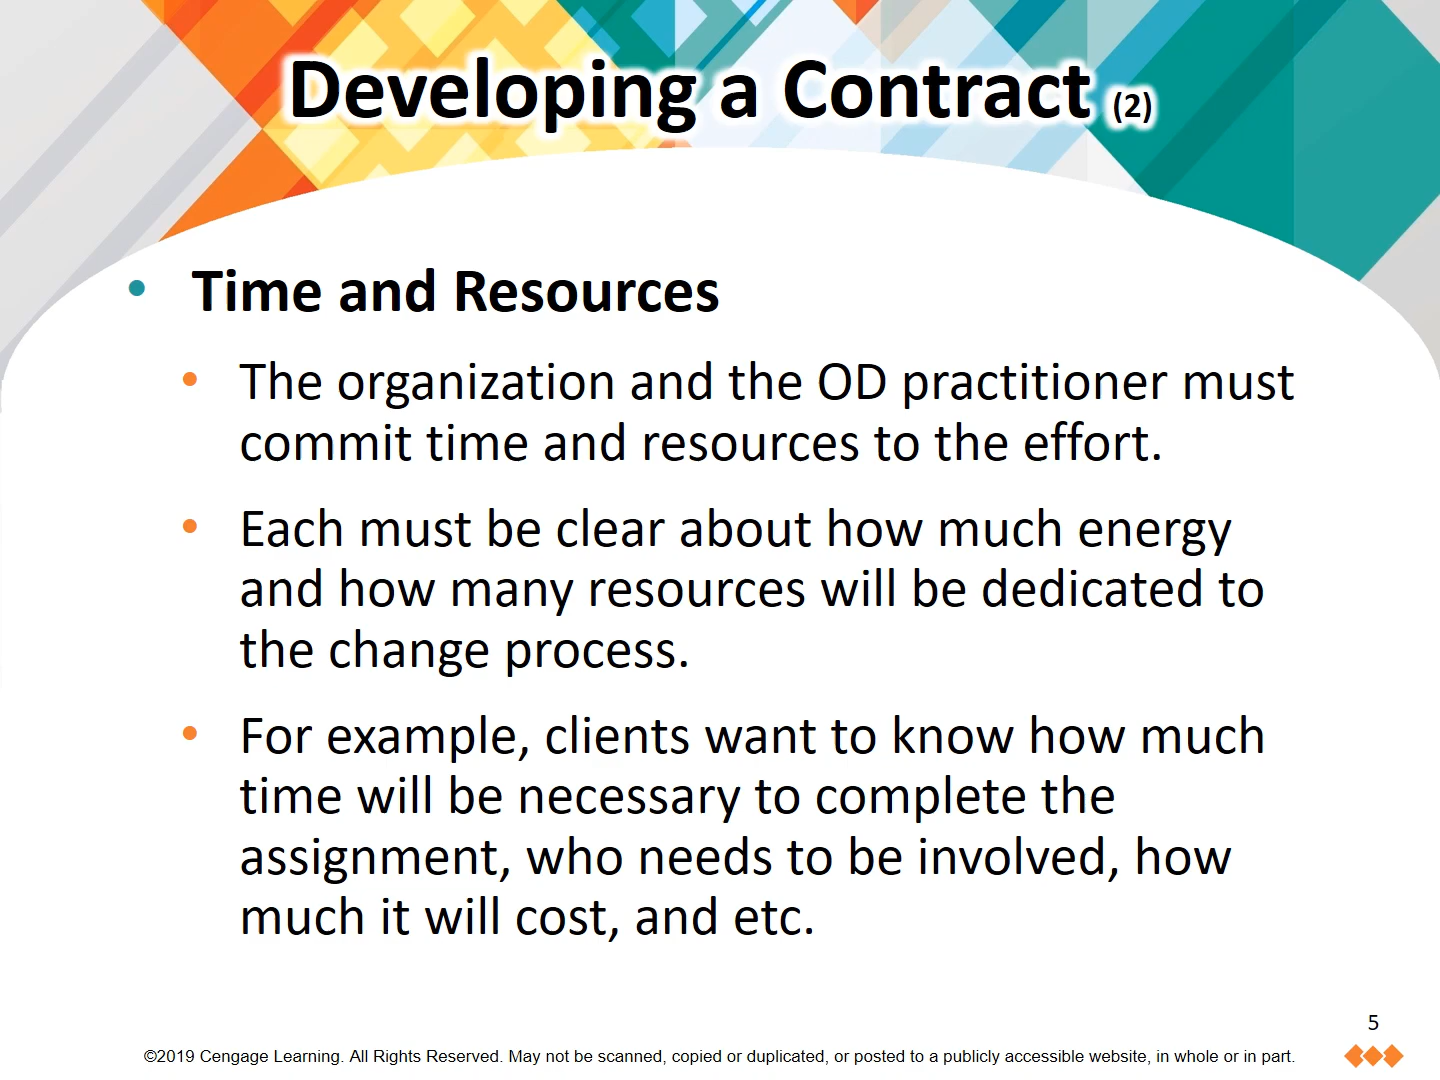 Developing a Contract (2)
• Time and Resources
• The organization and the OD practitioner must
commit time and resources to the effort.
• Each must be clear about how much energy
and how many resources will be dedicated to
the change process.
• For example, clients want to know how much
time will be necessary to complete the
assignment, who needs to be involved, how
much it will cost, and etc.
5
©2019 Cengage Learning. All Rights Reserved. May not be scanned, copied or duplicated, or posted to a publicly accessible website, in whole or in part.